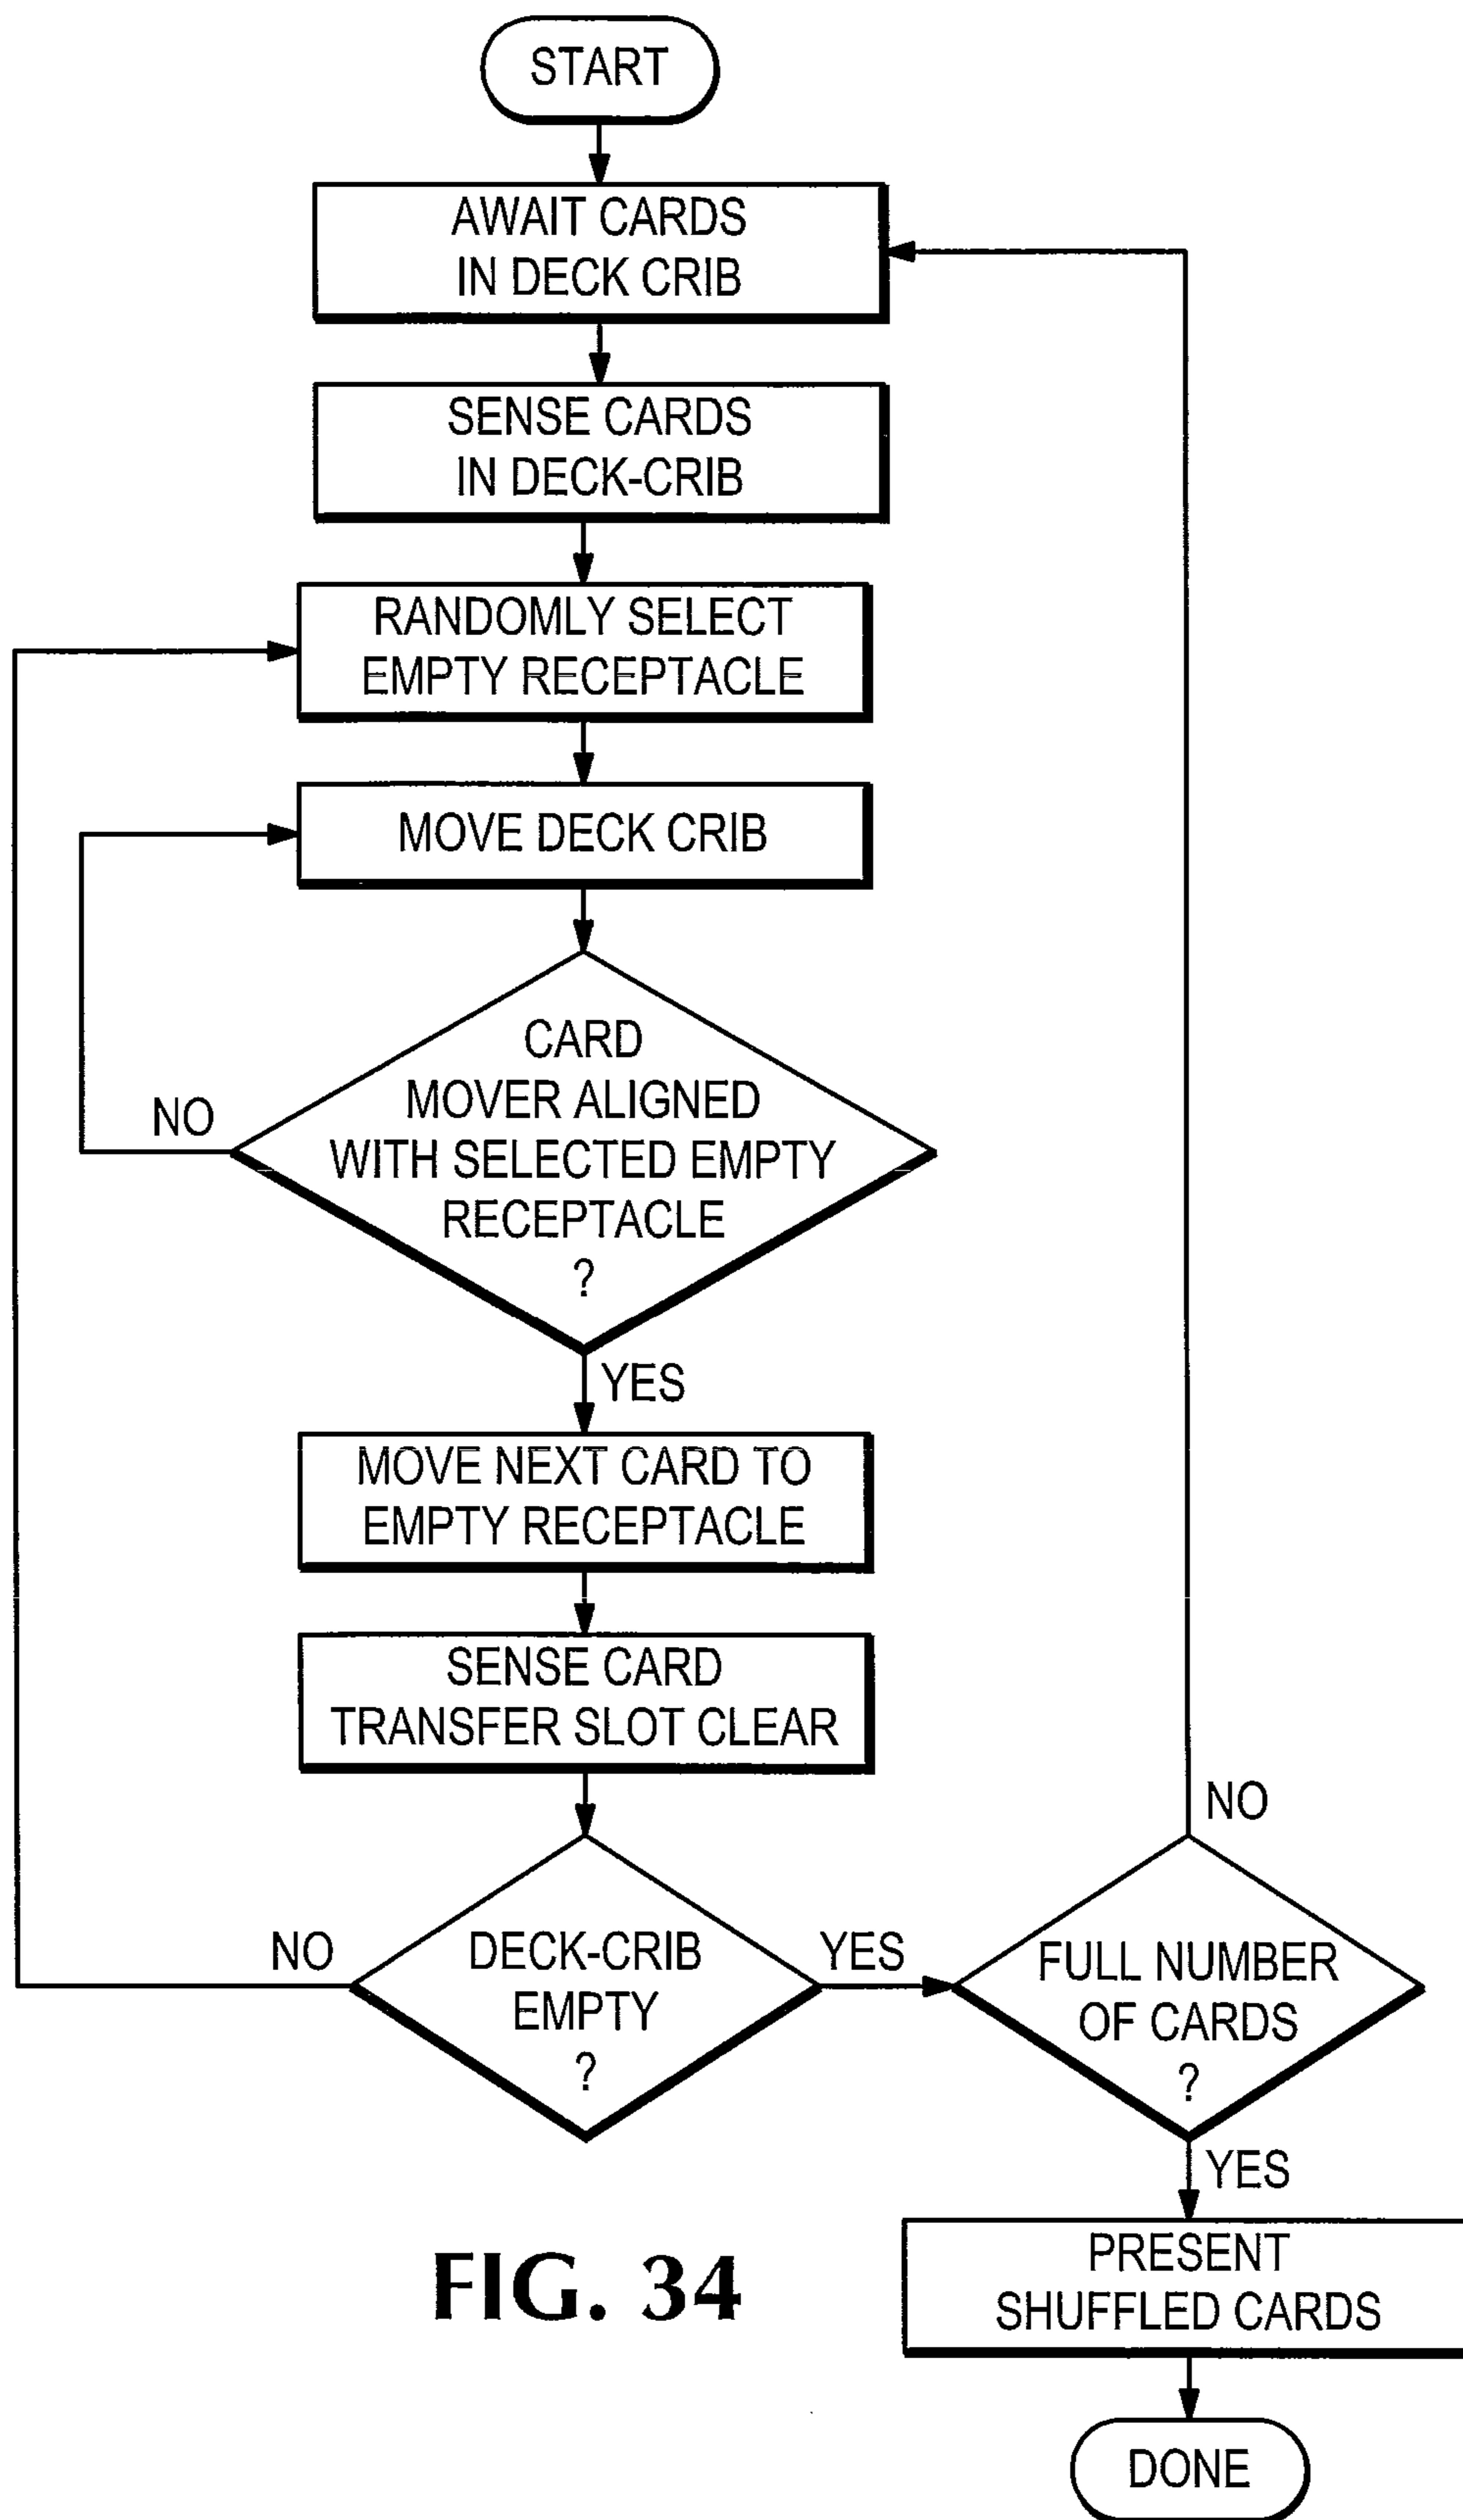 START
AWAIT CARDS
IN DECK CRIB
SENSE CARDS
IN DECK-CRIB
RANDOMLY SELECT
EMPTY RECEPTACLE
MOVE DECK CRIB
CARD
MOVER ALIGNED
WITH SELECTED EMPTY
RECEPTACLE
?
NO
YES
MOVE NEXT CARD TO
EMPTY RECEPTACLE
SENSE CARD
TRANSFER SLOT CLEAR
NO
DECK-CRIB
EMPTY
?
YES
NO
FULL NUMBER
OF CARDS
?
YES
PRESENT
SHUFFLED CARDS
DONE
FIG. 34